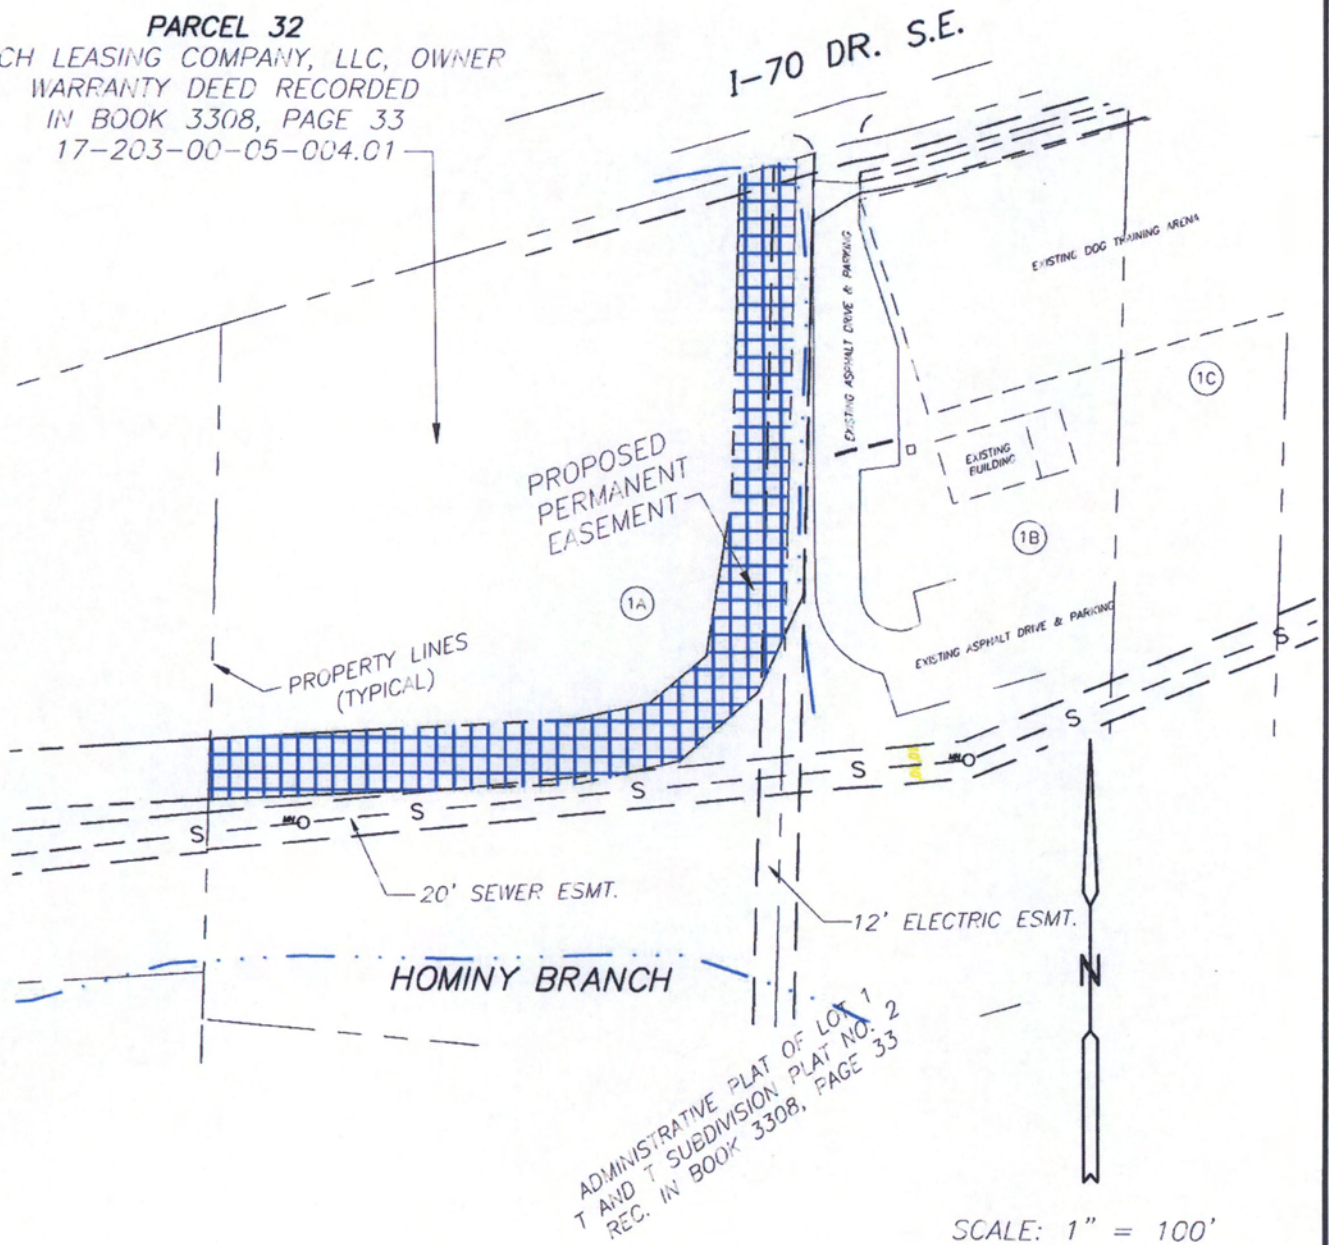 PARCEL 32
CH LEASING COMPANY, LLC, OWNER
WARRANTY DEED RECORDED
IN BOOK 3308, PAGE 33
17-203-00-05-004.01
I-70 DR. S.E.
EXISTING DOG TRAINING ARENA
EXISTING ASPHALT DRIVE & PARKING
1C
EXISTING
BUILDING
PROPOSED
PERMANENT
EASEMENT
1B
1A
EXISTING ASPHALT DRIVE & PARKING
PROPERTY LINES
(TYPICAL)
S
S
S
S
S
S
MH
MH
20' SEWER ESMT.
12' ELECTRIC ESMT.
HOMINY BRANCH
N
ADMINISTRATIVE PLAT OF LOT 1
T AND T SUBDIVISION PLAT NO. 2
REC. IN BOOK 3308, PAGE 33
SCALE: 1" = 100'